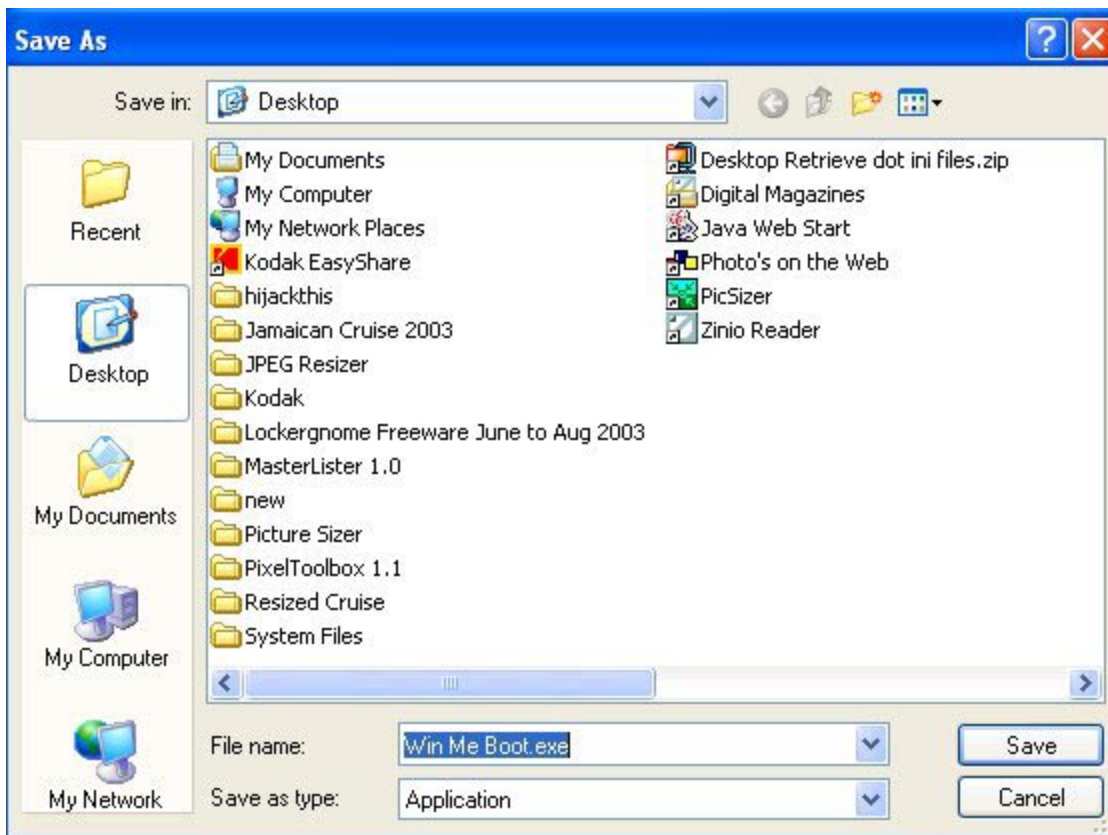 Save As
Save in:
Desktop
Recent
Desktop
My Documents
My Computer
My Network
My Documents
My Computer
My Network Places
Kodak EasyShare
hijackthis
Jamaican Cruise 2003
JPEG Resizer
Kodak
Lockergnome Freeware June to Aug 2003
MasterLister 1.0
new
Picture Sizer
PixelToolbox 1.1
Resized Cruise
System Files
Desktop Retrieve dot ini files.zip
Digital Magazines
Java Web Start
Photo's on the Web
PicSizer
Zinio Reader
File name:
Win Me Boot.exe
Save
Save as type:
Application
Cancel